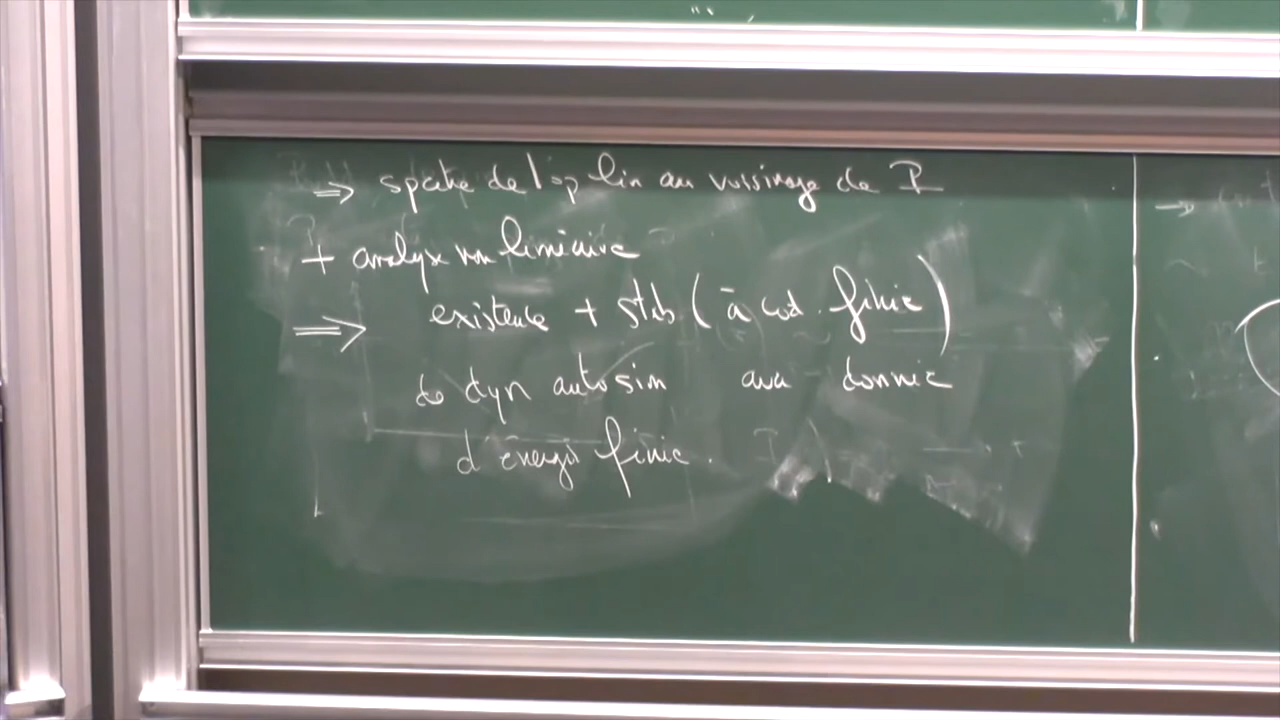 ⇒ spectre de l'op lin au voisinage de Φ
+ analyse non linéaire
⇒ existence + stab (à cod. finie)
de dyn autosim avec donnée
d'énergie finie.